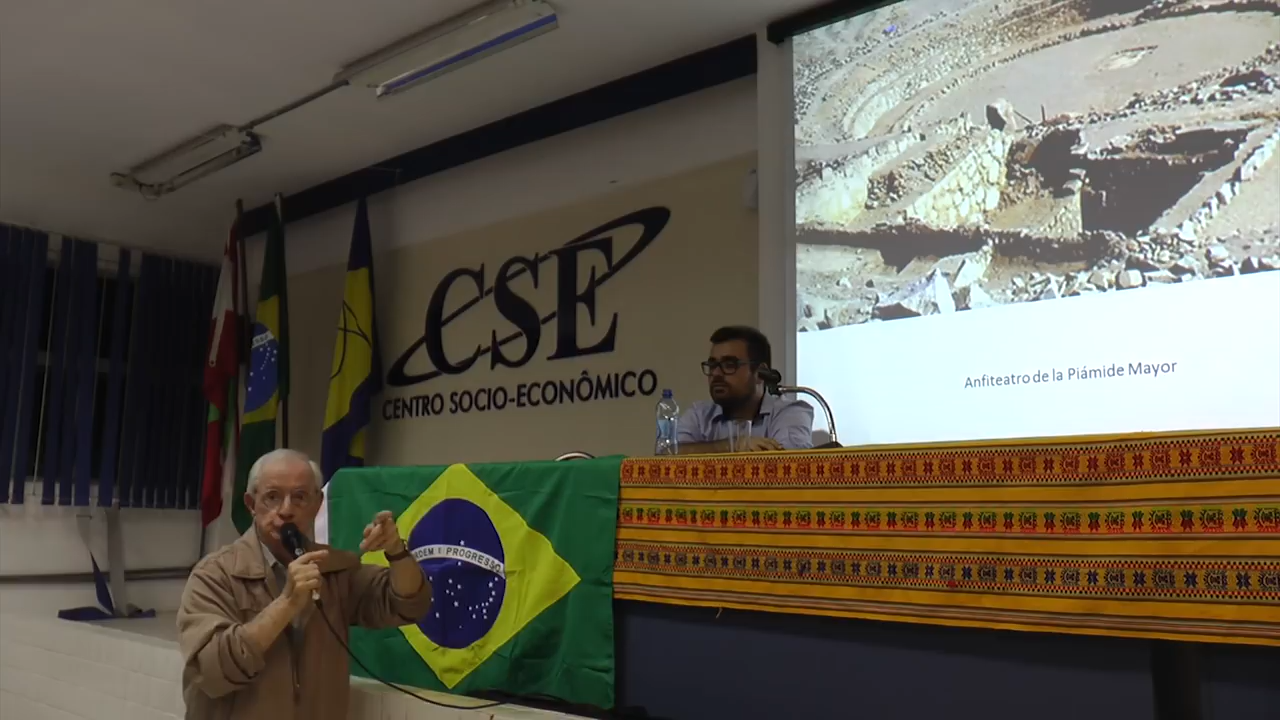 CSE
CENTRO SOCIO-ECONÔMICO
Anfiteatro de la Piámide Mayor
ORDEM E PROGRESSO